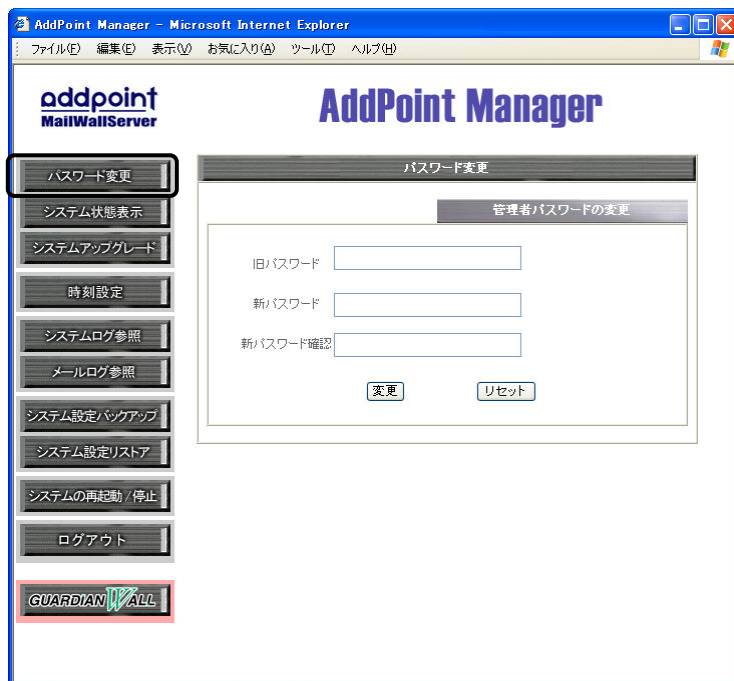 AddPoint Manager - Microsoft Internet Explorer
ファイル(F) 編集(E) 表示(V) お気に入り(A) ツール(T) ヘルプ(H)
addpoint
MailWallServer
AddPoint Manager
パスワード変更
システム状態表示
システムアップグレード
時刻設定
システムログ参照
メールログ参照
システム設定バックアップ
システム設定リストア
システムの再起動/停止
ログアウト
GUARDIAN WALL
パスワード変更
管理者パスワードの変更
旧パスワード
新パスワード
新パスワード確認
変更 リセット